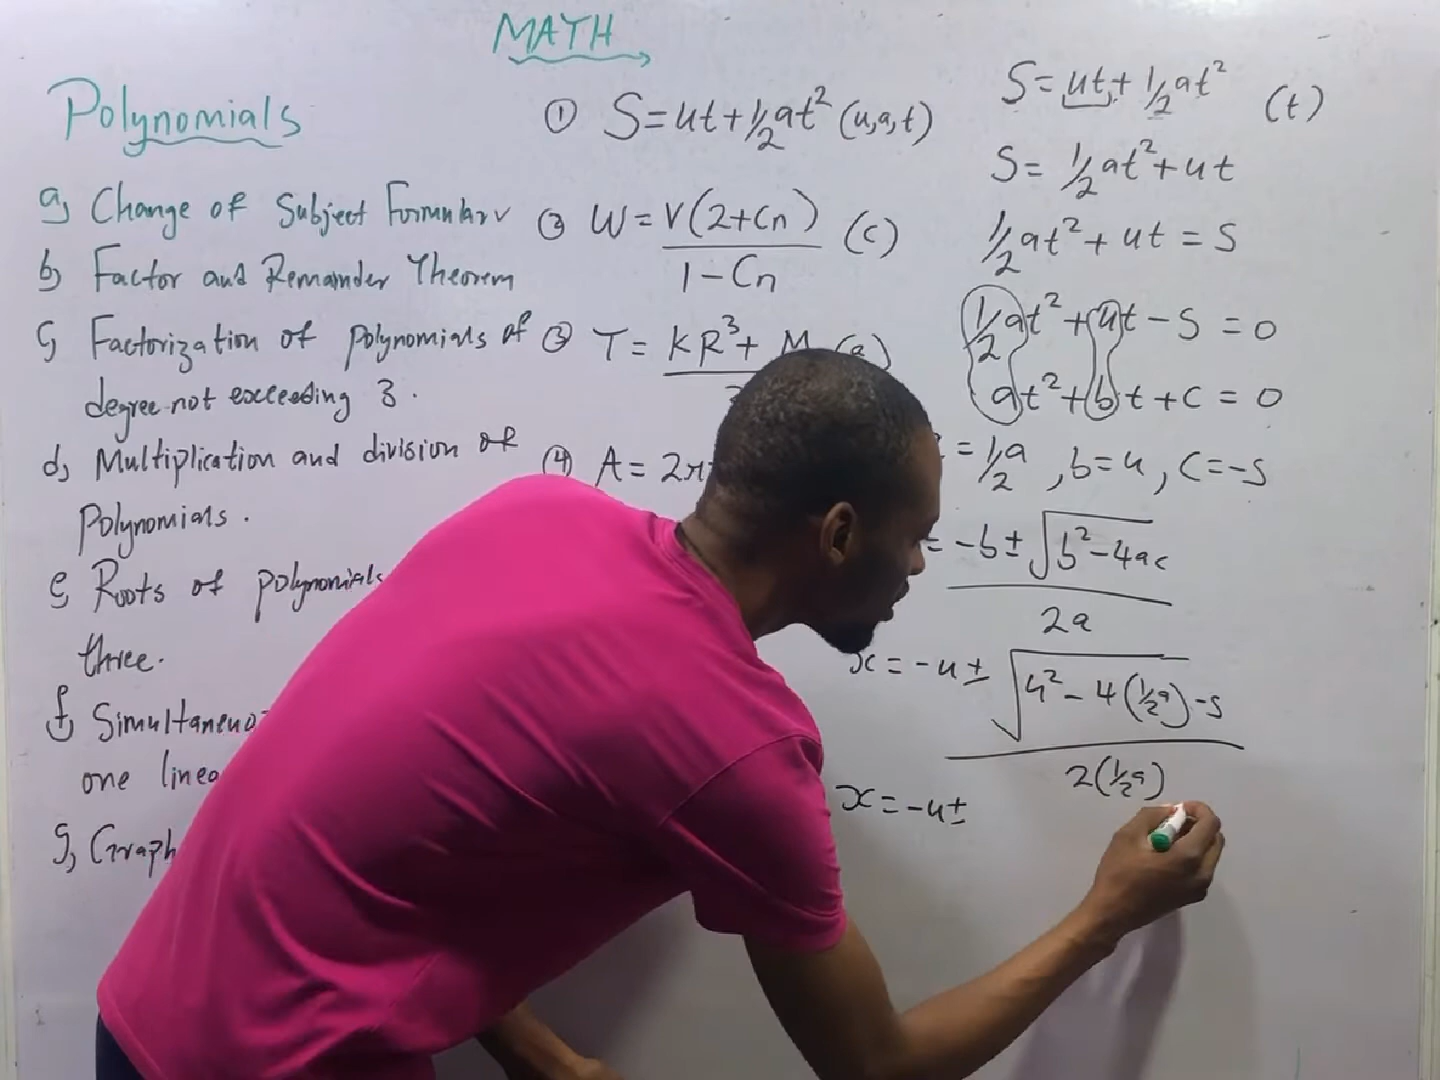 MATH
Polynomials
a, Change of Subject Formular ✓
b, Factor and Remainder Theorem
c, Factorization of polynomials of
degree not exceeding 3.
d, Multiplication and division of
Polynomials.
e, Roots of polynomials
three.
f, Simultaneo
one linea
g, Graph
① S=ut+½at² (u,a,t)
② W= V(2+Cn) / 1-Cn (c)
③ T= KR³+ M (a)
④ A= 2π
S=ut+½at² (t)
S= ½at²+ut
½at²+ut=S
½at²+ut-S=0
at²+bt+c=0
=½a, b=u, c=-s
= -b±√b²-4ac / 2a
x= -u± √u²-4(½a)-s / 2(½a)
x= -u±